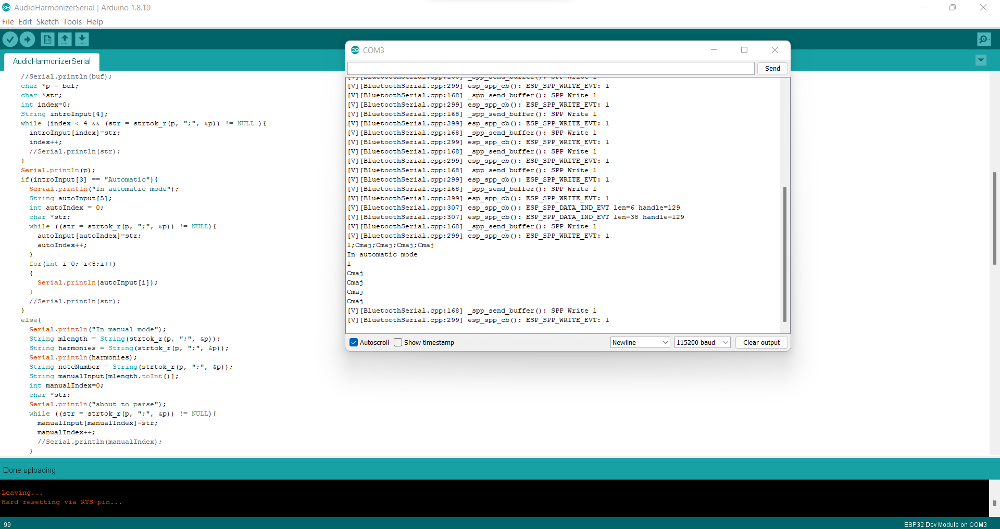 AudioHarmonizerSerial | Arduino 1.8.10
File Edit Sketch Tools Help
AudioHarmonizerSerial
//Serial.println(buf);
char *p = buf;
char *str;
int index=0;
String introInput[4];
while (index < 4 && (str = strtok_r(p, ";", &p)) != NULL ){
introInput[index]=str;
index++;
//Serial.println(str);
}
Serial.println(p);
if(introInput[3] == "Automatic"){
Serial.println("In automatic mode");
String autoInput[5];
int autoIndex = 0;
char *str;
while ((str = strtok_r(p, ";", &p)) != NULL){
autoInput[autoIndex]=str;
autoIndex++;
}
for(int i=0; i<5;i++)
{
Serial.println(autoInput[i]);
}
//Serial.println(str);
}
else{
Serial.println("In manual mode");
String mlength = String(strtok_r(p, ";", &p));
String harmonies = String(strtok_r(p, ";", &p));
Serial.println(harmonies);
String noteNumber = String(strtok_r(p, ";", &p));
String manualInput[mlength.toInt()];
int manualIndex=0;
char *str;
Serial.println("about to parse");
while ((str = strtok_r(p, ";", &p)) != NULL){
manualInput[manualIndex]=str;
manualIndex++;
//Serial.println(manualIndex);
}
COM3
Send
[V][BluetoothSerial.cpp:168] _spp_send_buffer(): SPP Write 1
[V][BluetoothSerial.cpp:299] esp_spp_cb(): ESP_SPP_WRITE_EVT: 1
[V][BluetoothSerial.cpp:168] _spp_send_buffer(): SPP Write 1
[V][BluetoothSerial.cpp:299] esp_spp_cb(): ESP_SPP_WRITE_EVT: 1
[V][BluetoothSerial.cpp:168] _spp_send_buffer(): SPP Write 1
[V][BluetoothSerial.cpp:299] esp_spp_cb(): ESP_SPP_WRITE_EVT: 1
[V][BluetoothSerial.cpp:168] _spp_send_buffer(): SPP Write 1
[V][BluetoothSerial.cpp:299] esp_spp_cb(): ESP_SPP_WRITE_EVT: 1
[V][BluetoothSerial.cpp:168] _spp_send_buffer(): SPP Write 1
[V][BluetoothSerial.cpp:299] esp_spp_cb(): ESP_SPP_WRITE_EVT: 1
[V][BluetoothSerial.cpp:168] _spp_send_buffer(): SPP Write 1
[V][BluetoothSerial.cpp:299] esp_spp_cb(): ESP_SPP_WRITE_EVT: 1
[V][BluetoothSerial.cpp:168] _spp_send_buffer(): SPP Write 1
[V][BluetoothSerial.cpp:299] esp_spp_cb(): ESP_SPP_WRITE_EVT: 1
[V][BluetoothSerial.cpp:307] esp_spp_cb(): ESP_SPP_DATA_IND_EVT len=6 handle=129
[V][BluetoothSerial.cpp:307] esp_spp_cb(): ESP_SPP_DATA_IND_EVT len=38 handle=129
[V][BluetoothSerial.cpp:168] _spp_send_buffer(): SPP Write 1
[V][BluetoothSerial.cpp:299] esp_spp_cb(): ESP_SPP_WRITE_EVT: 1
1;Cmaj;Cmaj;Cmaj;Cmaj
In automatic mode
1
Cmaj
Cmaj
Cmaj
Cmaj
[V][BluetoothSerial.cpp:168] _spp_send_buffer(): SPP Write 1
[V][BluetoothSerial.cpp:299] esp_spp_cb(): ESP_SPP_WRITE_EVT: 1
Autoscroll Show timestamp Newline 115200 baud Clear output
Done uploading.
Leaving...
Hard resetting via RTS pin...
99
ESP32 Dev Module on COM3